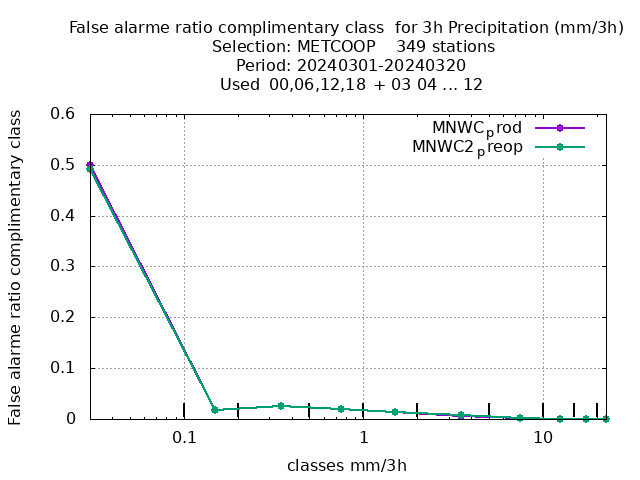 False alarme ratio complimentary class  for 3h Precipitation (mm/3h)
Selection: METCOOP    349 stations
Period: 20240301-20240320
Used  00,06,12,18  + 03 04 ... 12
False alarme ratio complimentary class
0.6
0.5
0.4
0.3
0.2
0.1
0
MNWCprod
MNWC2preop
0.1
1
10
classes mm/3h